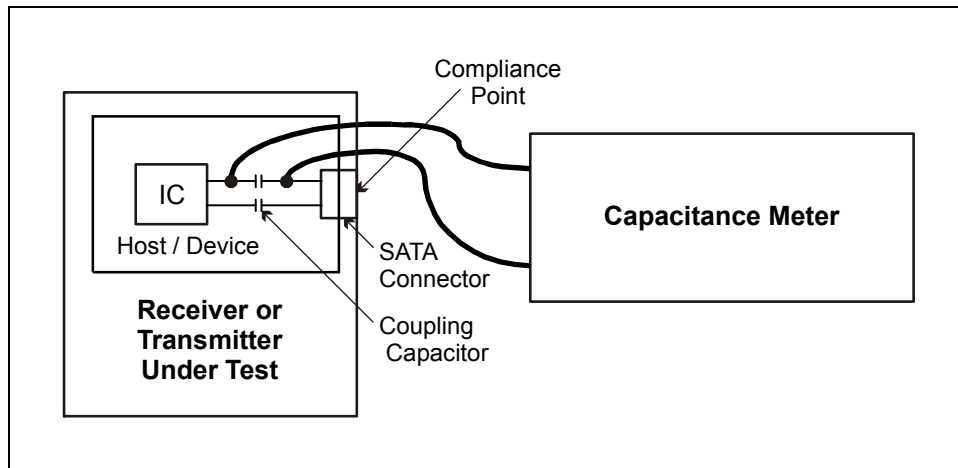 Compliance
Point
IC
Host / Device
SATA
Connector
Coupling
Capacitor
Receiver or
Transmitter
Under Test
Capacitance Meter